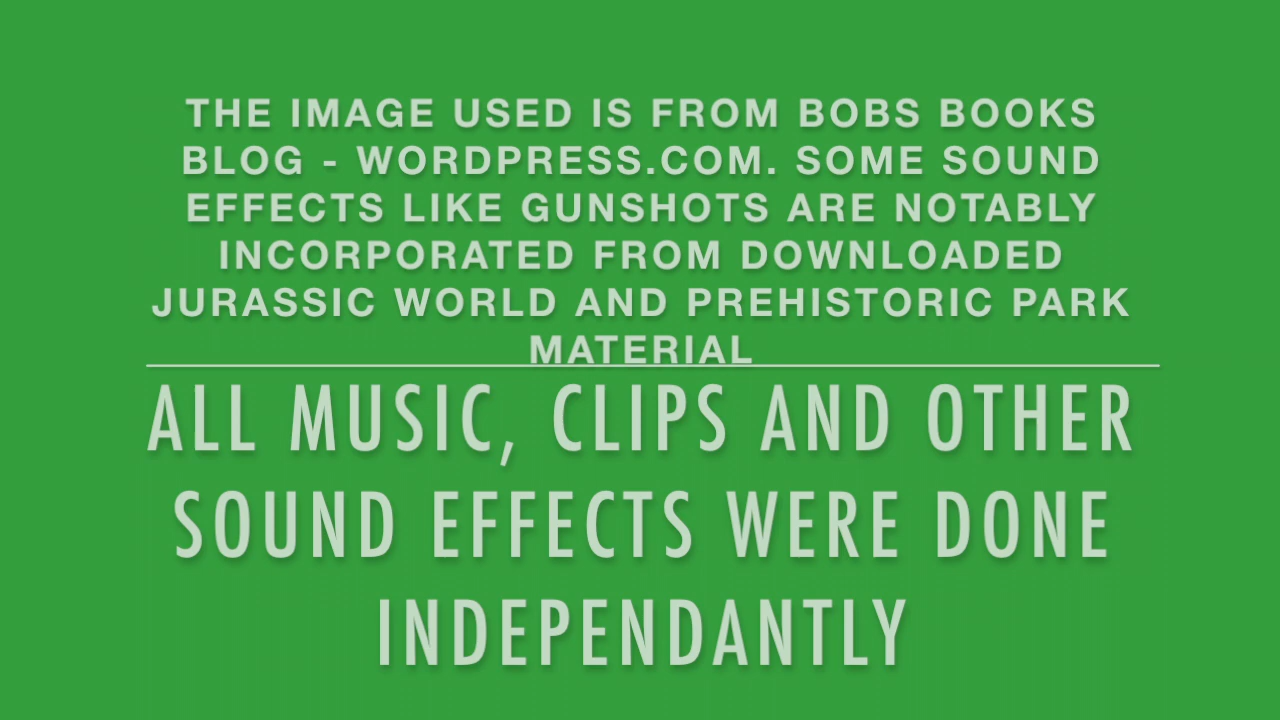 THE IMAGE USED IS FROM BOBS BOOKS
BLOG - WORDPRESS.COM. SOME SOUND
EFFECTS LIKE GUNSHOTS ARE NOTABLY
INCORPORATED FROM DOWNLOADED
JURASSIC WORLD AND PREHISTORIC PARK
MATERIAL
ALL MUSIC, CLIPS AND OTHER
SOUND EFFECTS WERE DONE
INDEPENDANTLY